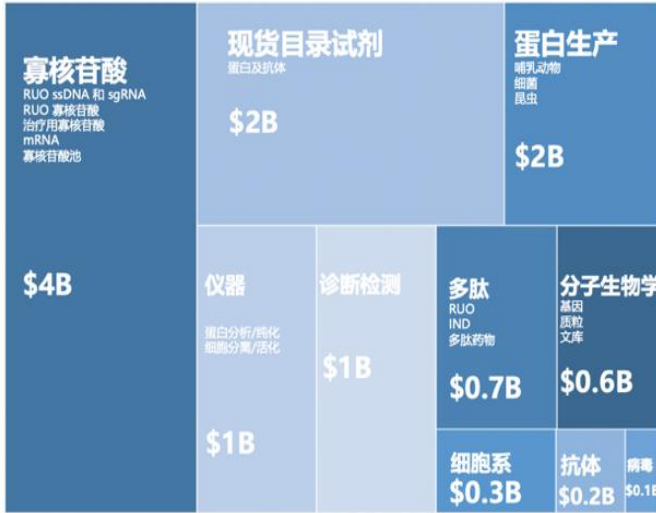 寡核苷酸
RUO ssDNA 和 sgRNA
RUO 寡核苷酸
治疗用寡核苷酸
mRNA
寡核苷酸池
$4B
现货目录试剂
蛋白及抗体
$2B
蛋白生产
哺乳动物
细菌
昆虫
$2B
仪器
蛋白分析/纯化
细胞分离/活化
$1B
诊断检测
$1B
多肽
RUO
IND
多肽药物
$0.7B
分子生物学
基因
质粒
文库
$0.6B
细胞系
$0.3B
抗体
$0.2B
病毒
$0.1B